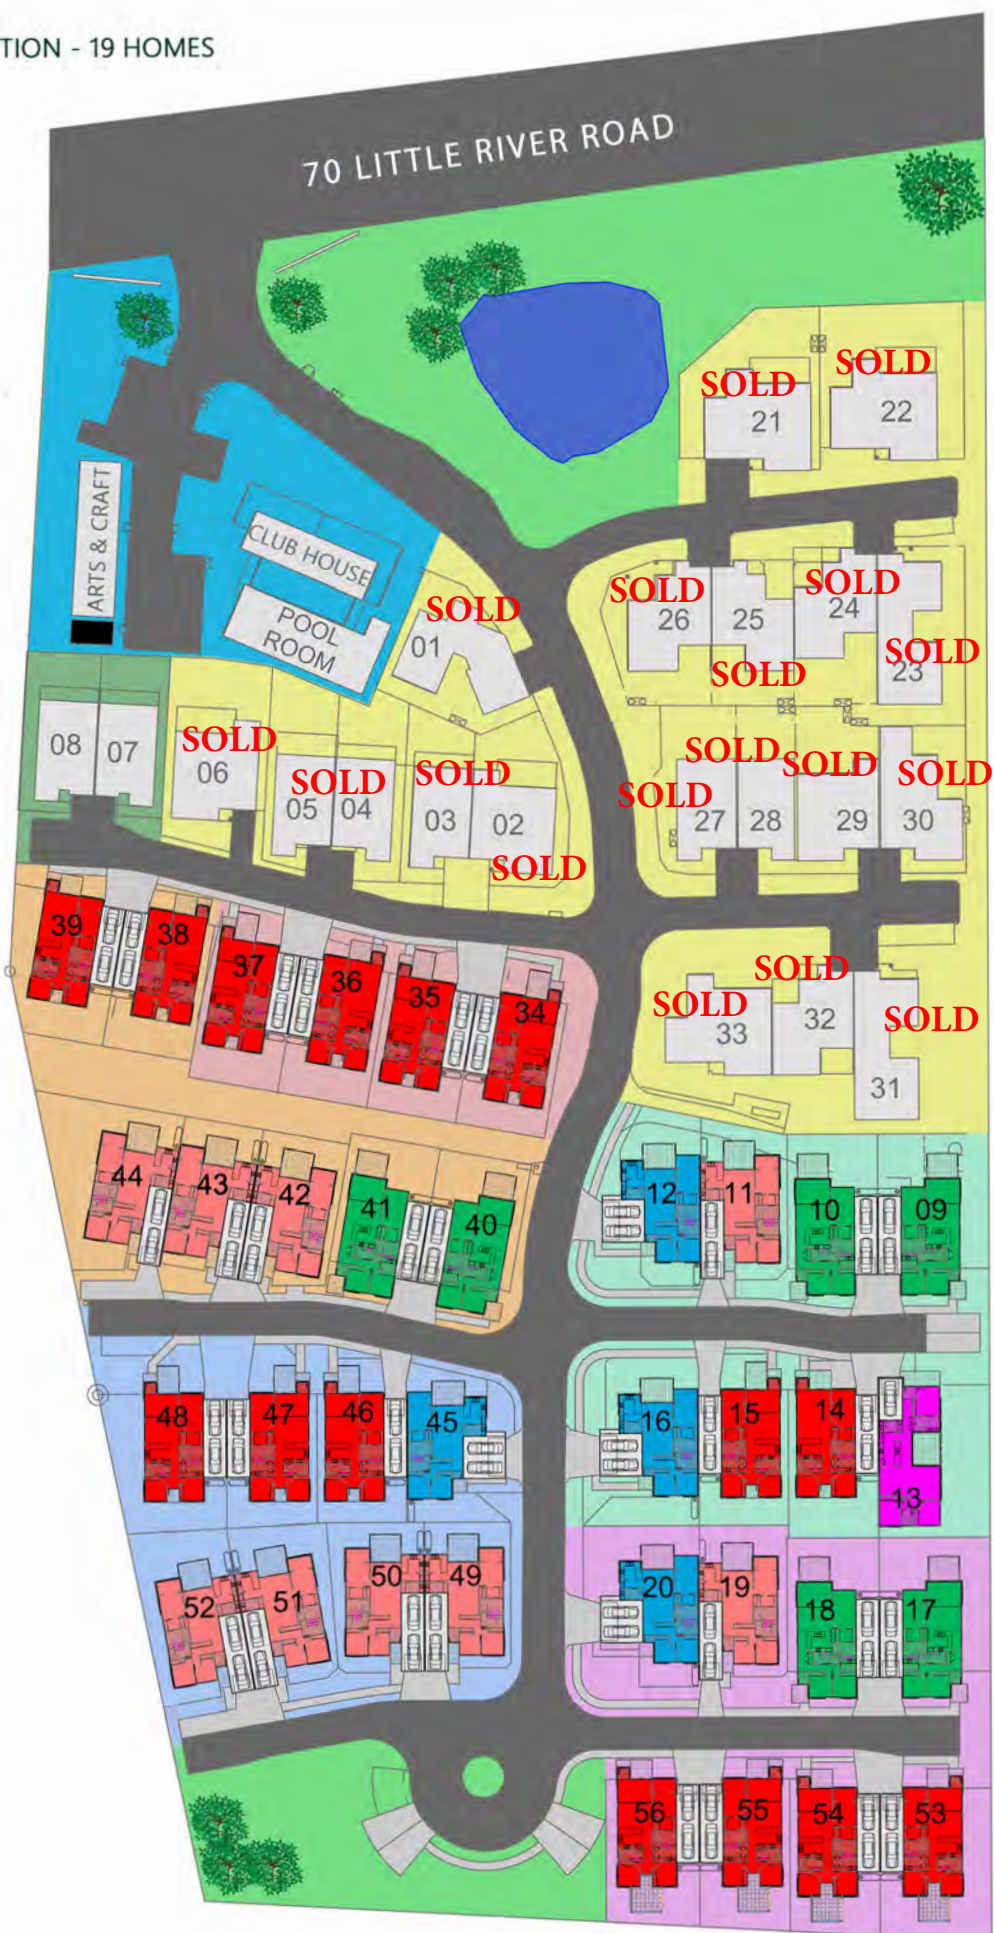 TION - 19 HOMES
70 LITTLE RIVER ROAD
SOLD
21
SOLD
22
ARTS & CRAFT
CLUB HOUSE
POOL
ROOM
SOLD
01
SOLD
26
25
SOLD
SOLD
24
SOLD
23
08
07
SOLD
06
05
SOLD
04
SOLD
03
02
SOLD
SOLD
27
SOLD
28
SOLD
29
SOLD
30
39
38
37
36
35
34
SOLD
33
SOLD
32
SOLD
31
44
43
42
41
40
12
11
10
09
48
47
46
45
16
15
14
13
52
51
50
49
20
19
18
17
56
55
54
53